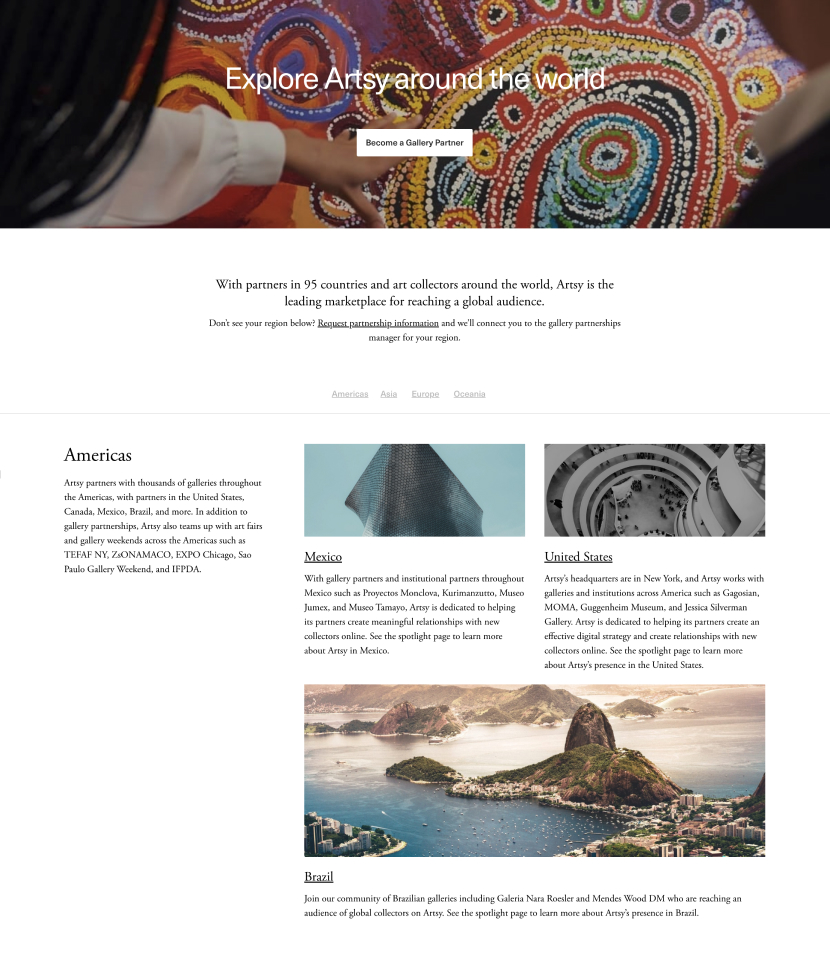 Explore Artsy around the world
Become a Gallery Partner
With partners in 95 countries and art collectors around the world, Artsy is the
leading marketplace for reaching a global audience.
Don't see your region below? Request partnership information and we'll connect you to the gallery partnerships
manager for your region.
Americas Asia Europe Oceania
Americas
Artsy partners with thousands of galleries throughout
the Americas, with partners in the United States,
Canada, Mexico, Brazil, and more. In addition to
gallery partnerships, Artsy also teams up with art fairs
and gallery weekends across the Americas such as
TEFAF NY, ZsONAMACO, EXPO Chicago, Sao
Paulo Gallery Weekend, and IFPDA.
Mexico
With gallery partners and institutional partners throughout
Mexico such as Proyectos Monclova, Kurimanzutto, Museo
Jumex, and Museo Tamayo, Artsy is dedicated to helping
its partners create meaningful relationships with new
collectors online. See the spotlight page to learn more
about Artsy in Mexico.
United States
Artsy's headquarters are in New York, and Artsy works with
galleries and institutions across America such as Gagosian,
MOMA, Guggenheim Museum, and Jessica Silverman
Gallery. Artsy is dedicated to helping its partners create an
effective digital strategy and create relationships with new
collectors online. See the spotlight page to learn more
about Artsy's presence in the United States.
Brazil
Join our community of Brazilian galleries including Galeria Nara Roesler and Mendes Wood DM who are reaching an
audience of global collectors on Artsy. See the spotlight page to learn more about Artsy's presence in Brazil.